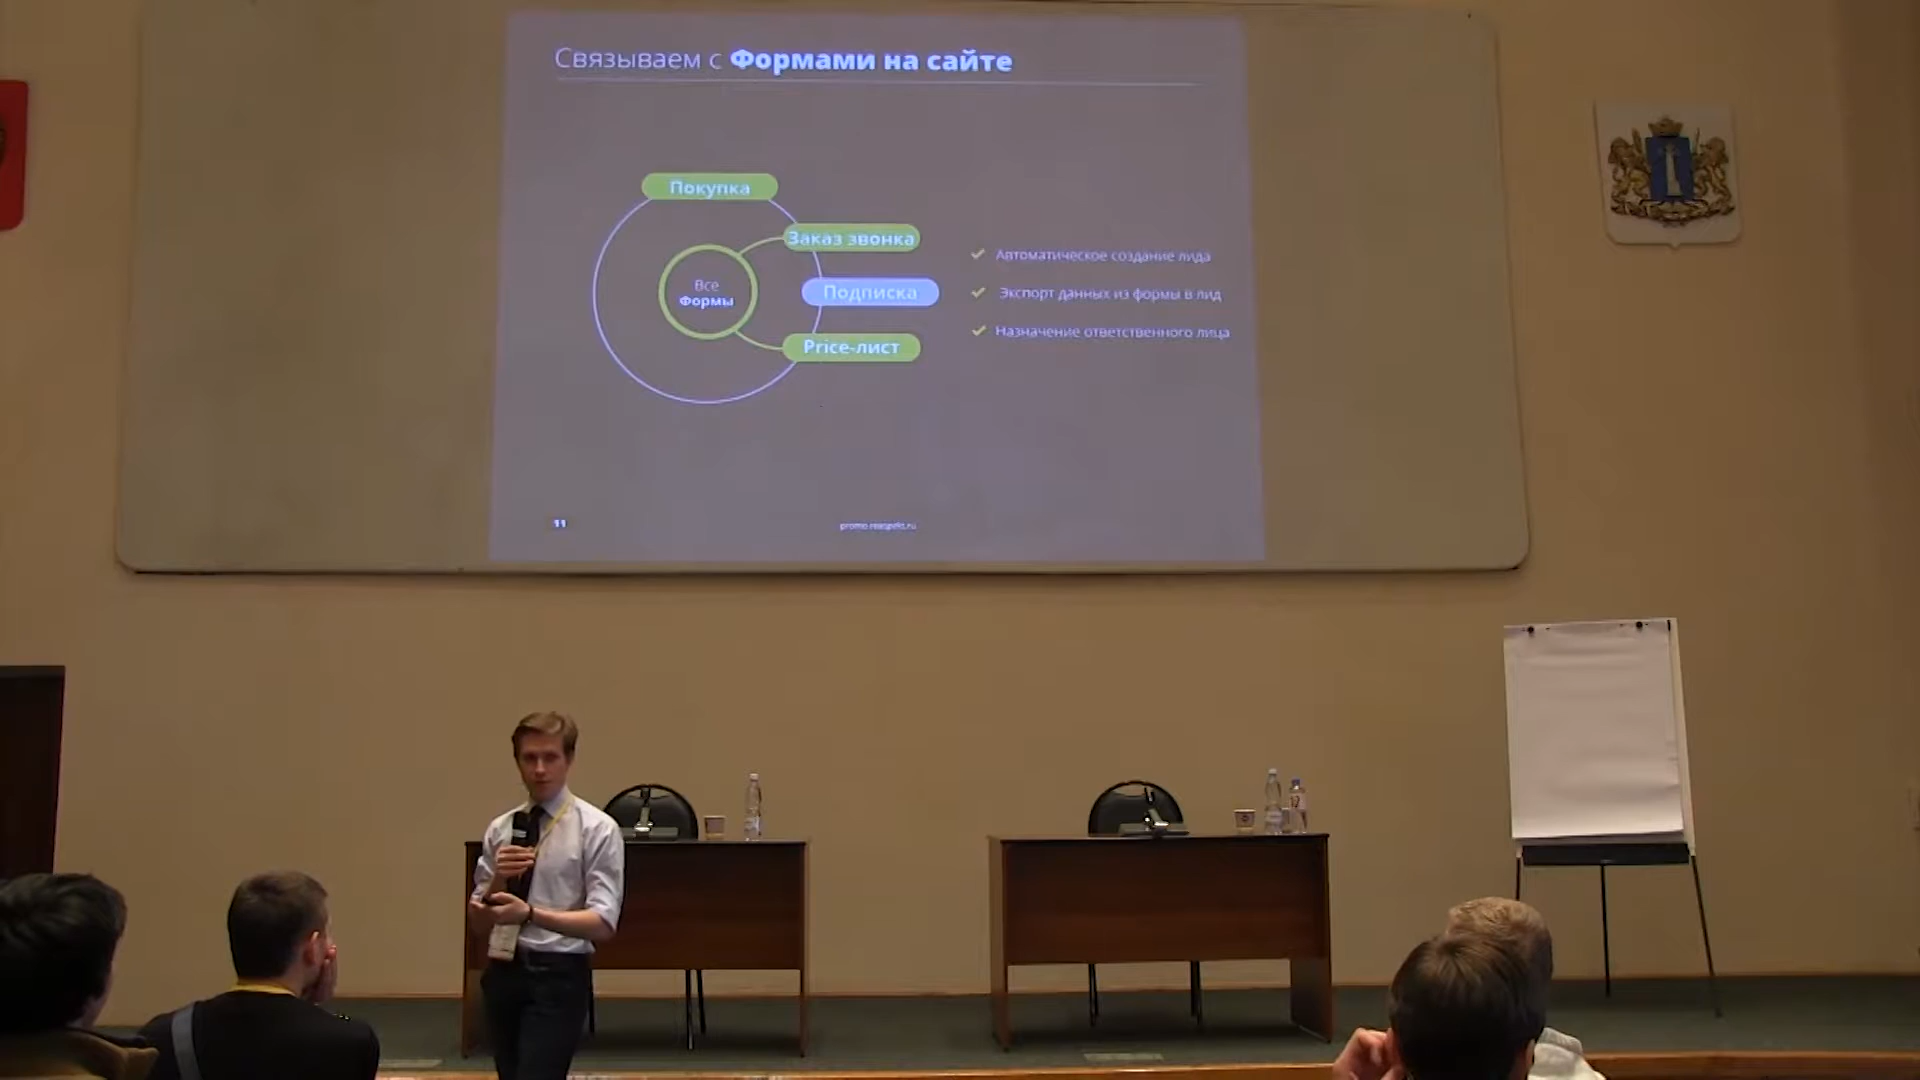 Связываем с Формами на сайте
Покупка
Заказ звонка
Все
Формы
Подписка
Price-лист
Автоматическое создание лида
Экспорт данных из формы в лид
Назначение ответственного лица
11